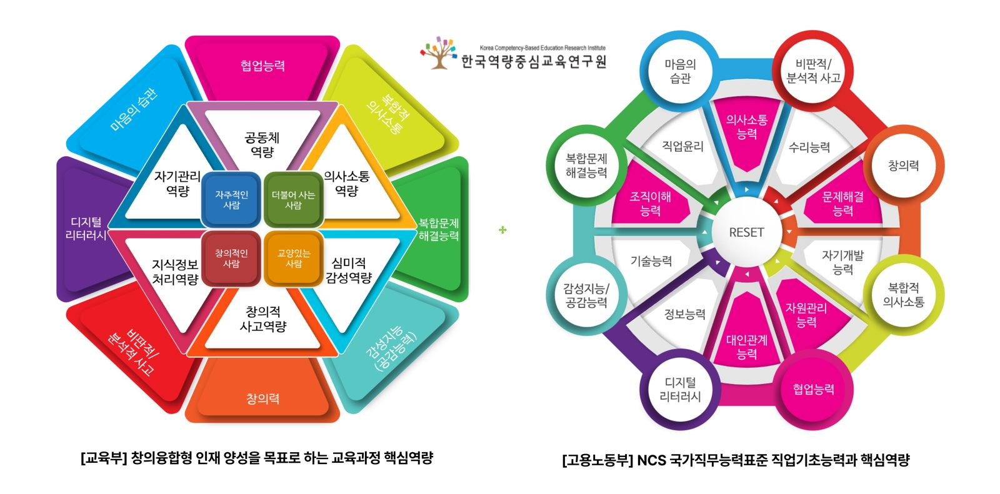 Korea Competency-Based Education Research Institute
한국역량중심교육연구원
협업능력
복합적
의사소통
복합문제
해결능력
감성지능
(공감능력)
창의력
비판적/
분석적 사고
디지털
리터러시
마음의 습관
공동체
역량
의사소통
역량
심미적
감성역량
창의적
사고역량
지식정보
처리역량
자기관리
역량
자주적인
사람
더불어 사는
사람
창의적인
사람
교양있는
사람
[교육부] 창의융합형 인재 양성을 목표로 하는 교육과정 핵심역량
마음의
습관
비판적/
분석적 사고
창의력
복합적
의사소통
협업능력
디지털
리터러시
감성지능/
공감능력
복합문제
해결능력
의사소통
능력
수리능력
문제해결
능력
자기개발
능력
자원관리
능력
대인관계
능력
정보능력
기술능력
조직이해
능력
직업윤리
RESET
[고용노동부] NCS 국가직무능력표준 직업기초능력과 핵심역량